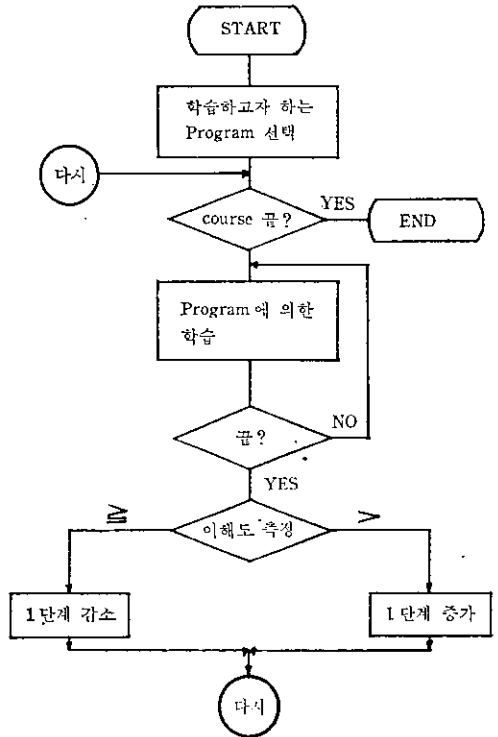 START
학습하고자 하는
Program 선택
다시
course 끝?
YES
END
Program에 의한
학습
끝?
NO
YES
이해도 측정
≧
>
1단계 감소
1단계 증가
다시